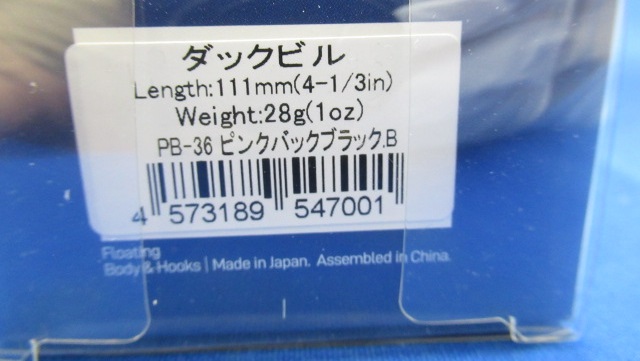 ダックビル
Length:111mm(4-1/3in)
Weight:28g(1oz)
PB-36 ピンクバックブラック.B
4 573189 547001
Floating
Body & Hooks | Made in Japan. Assembled in China.